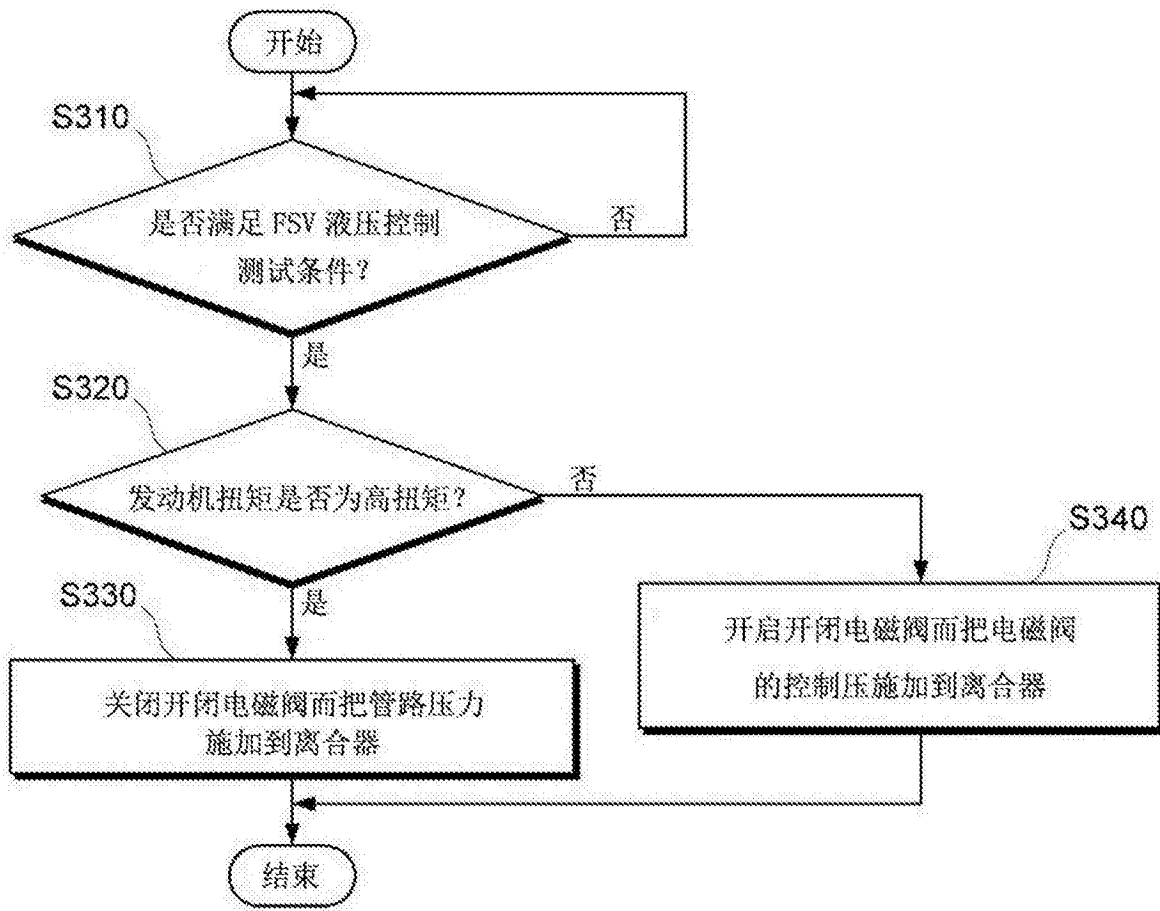 开始
S310
是否满足 FSV 液压控制
测试条件？
否
是
S320
发动机扭矩是否为高扭矩？
否
是
S330
关闭开闭电磁阀而把管路压力
施加到离合器
S340
开启开闭电磁阀而把电磁阀
的控制压施加到离合器
结束